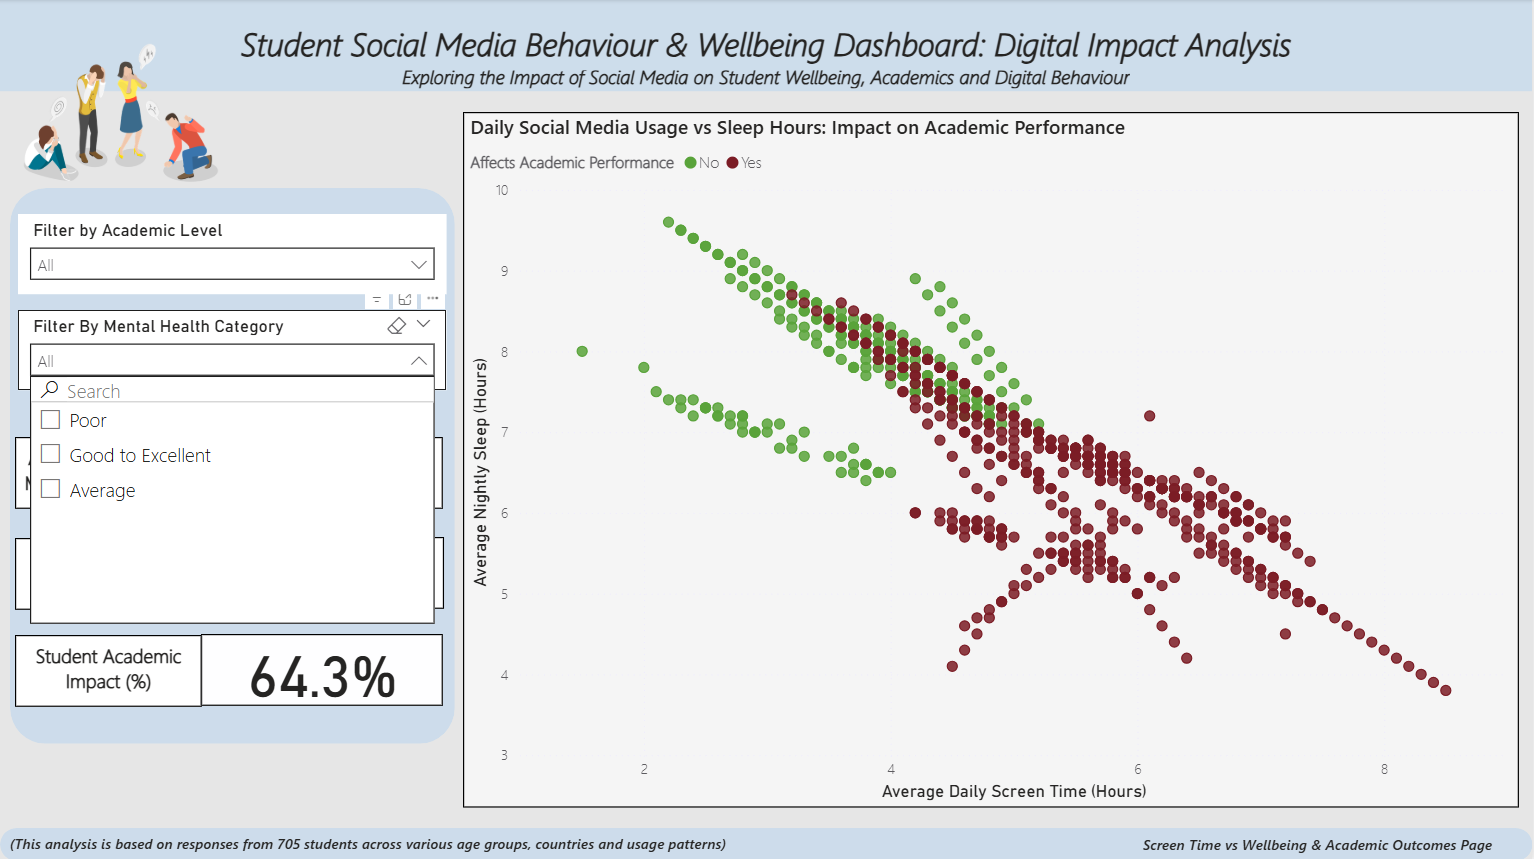 Student Social Media Behaviour & Wellbeing Dashboard: Digital Impact Analysis
Exploring the Impact of Social Media on Student Wellbeing, Academics and Digital Behaviour
Filter by Academic Level
All
Filter By Mental Health Category
All
Search
Poor
Good to Excellent
Average
Student Academic
Impact (%)
64.3%
Daily Social Media Usage vs Sleep Hours: Impact on Academic Performance
Affects Academic Performance No Yes
10
9
8
7
6
5
4
3
Average Nightly Sleep (Hours)
2 4 6 8
Average Daily Screen Time (Hours)
(This analysis is based on responses from 705 students across various age groups, countries and usage patterns)
Screen Time vs Wellbeing & Academic Outcomes Page